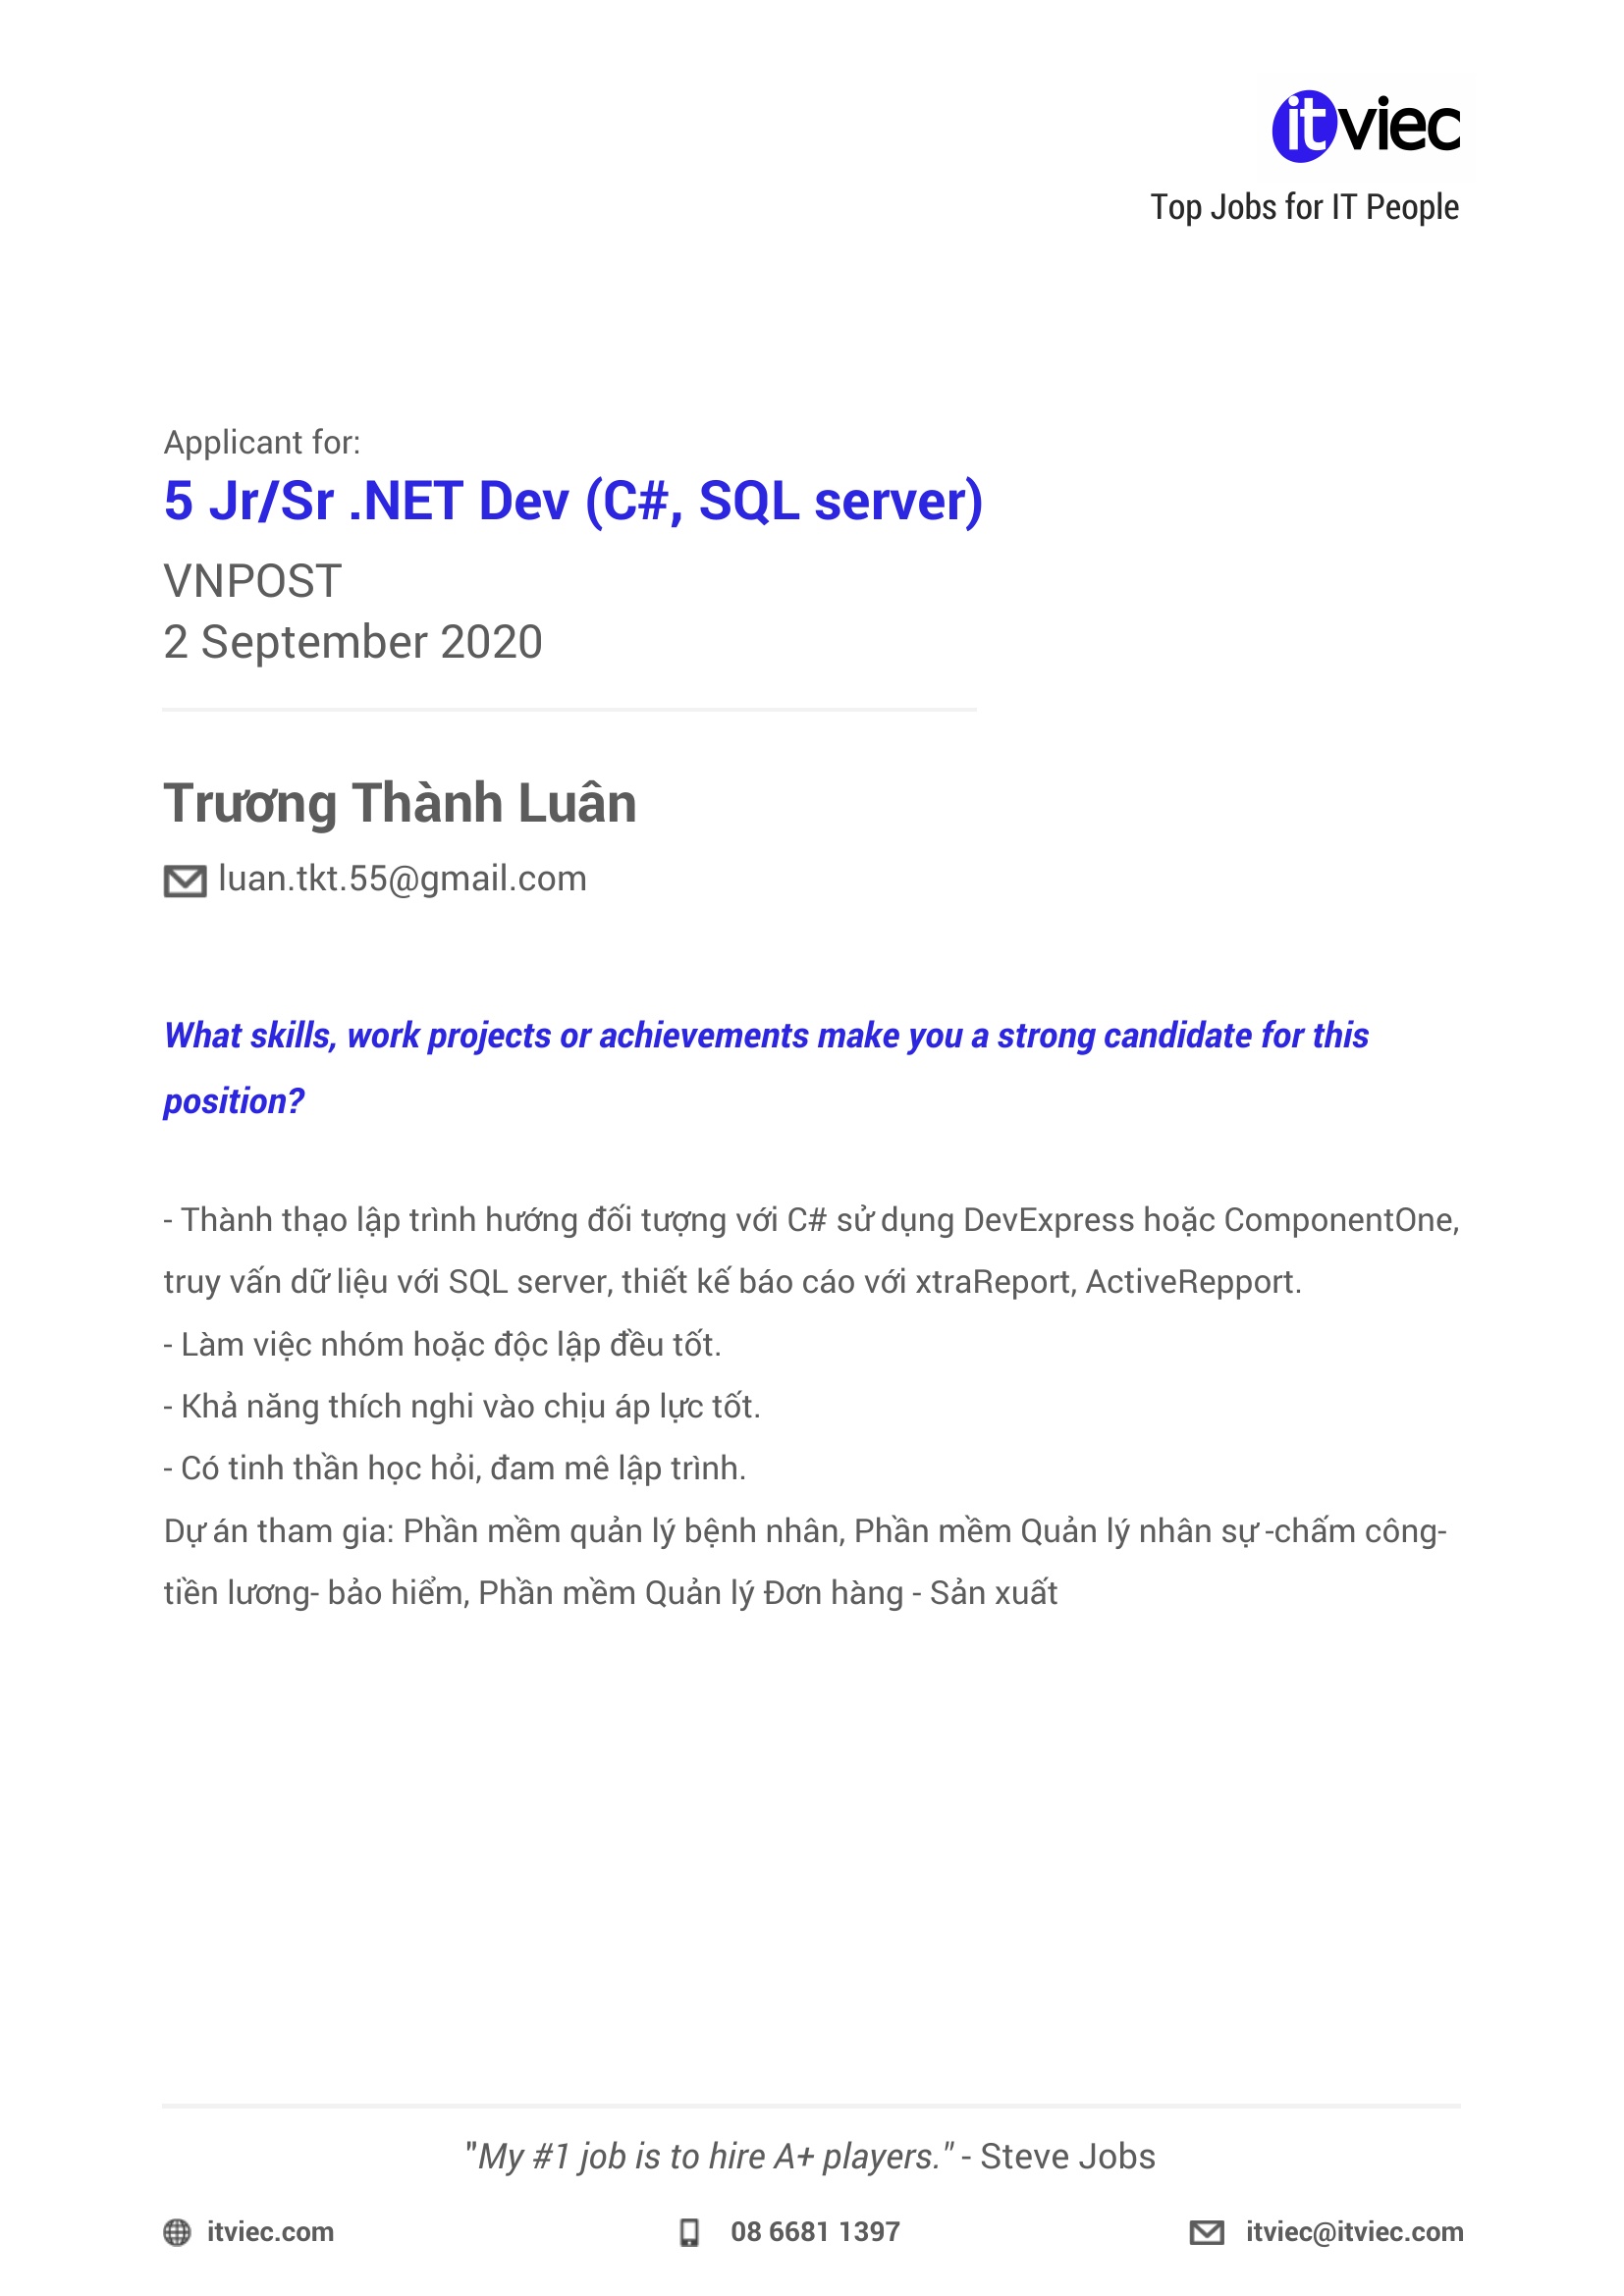 itviec
Top Jobs for IT People
Applicant for:
5 Jr/Sr .NET Dev (C#, SQL server)
VNPOST
2 September 2020
Trương Thành Luân
luan.tkt.55@gmail.com
What skills, work projects or achievements make you a strong candidate for this
position?
- Thành thạo lập trình hướng đối tượng với C# sử dụng DevExpress hoặc ComponentOne,
truy vấn dữ liệu với SQL server, thiết kế báo cáo với xtraReport, ActiveRepport.
- Làm việc nhóm hoặc độc lập đều tốt.
- Khả năng thích nghi vào chịu áp lực tốt.
- Có tinh thần học hỏi, đam mê lập trình.
Dự án tham gia: Phần mềm quản lý bệnh nhân, Phần mềm Quản lý nhân sự -chấm công-
tiền lương- bảo hiểm, Phần mềm Quản lý Đơn hàng - Sản xuất
"My #1 job is to hire A+ players." - Steve Jobs
itviec.com
08 6681 1397
itviec@itviec.com